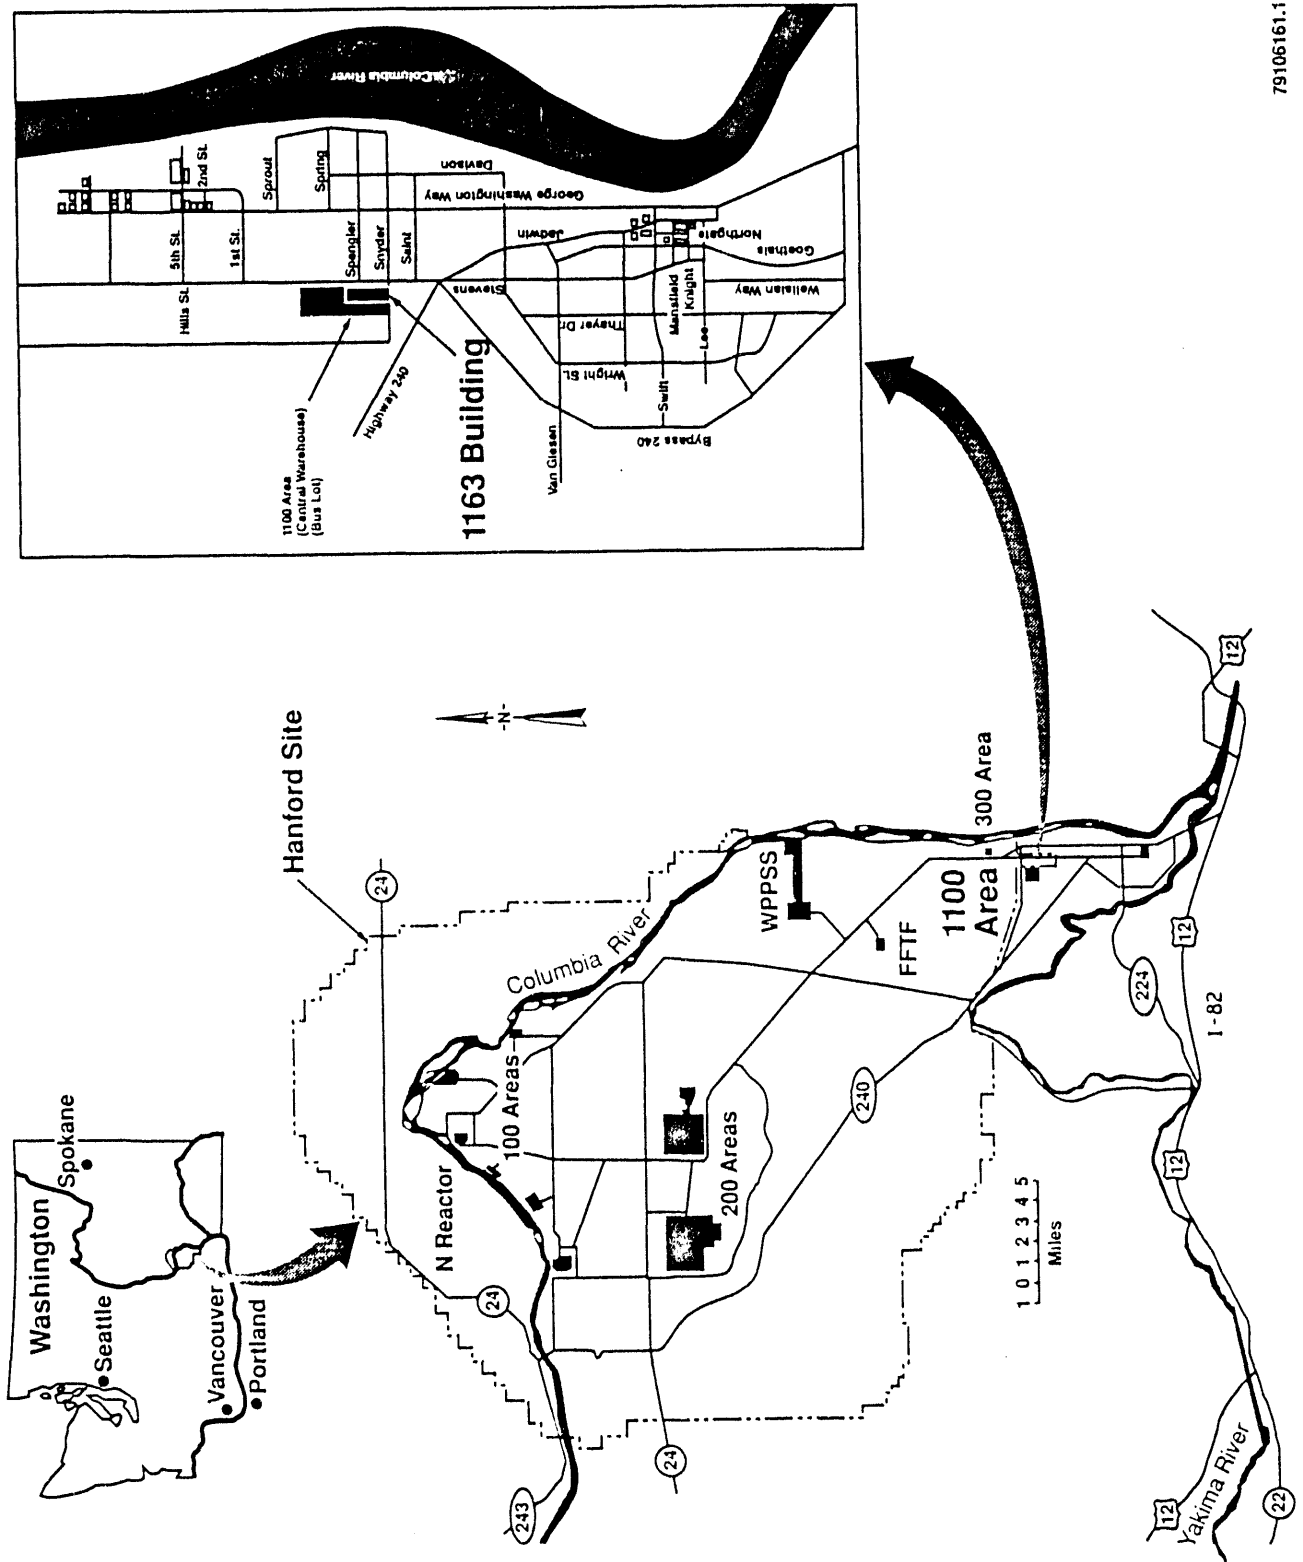 Washington
Spokane
Seattle
Vancouver
Portland
Hanford Site
24
N Reactor
100 Areas
Columbia River
-N-
24
243
24
200 Areas
WPPSS
FFTF
300 Area
1100
Area
240
224
1 0 1 2 3 4 5
Miles
12
12
I-82
12
12
Yakima River
22
Columbia River
5th St.
2nd St.
1st St.
Hills St.
Sprout
Spring
Davison
George Washington Way
Spengler
Snyder
Saint
Jadwin
Stevens
Northgate
Goethals
Wellsian Way
Mansfield
Knight
Lee
Thayer Dr.
Wright St.
Swift
Van Giesen
Bypass 240
Highway 240
1100 Area
(Central Warehouse)
(Bus Lot)
1163 Building
79106161.1